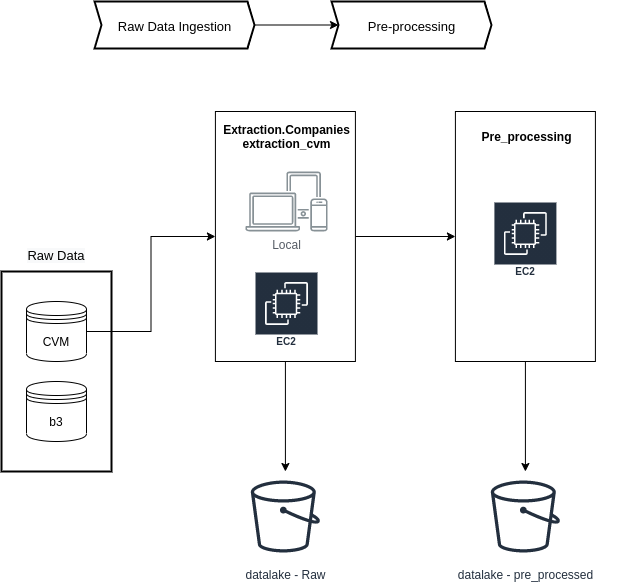 Raw Data Ingestion
Pre-processing
Extraction.Companies
extraction_cvm
Pre_processing
Local
EC2
EC2
Raw Data
CVM
b3
datalake - Raw
datalake - pre_processed